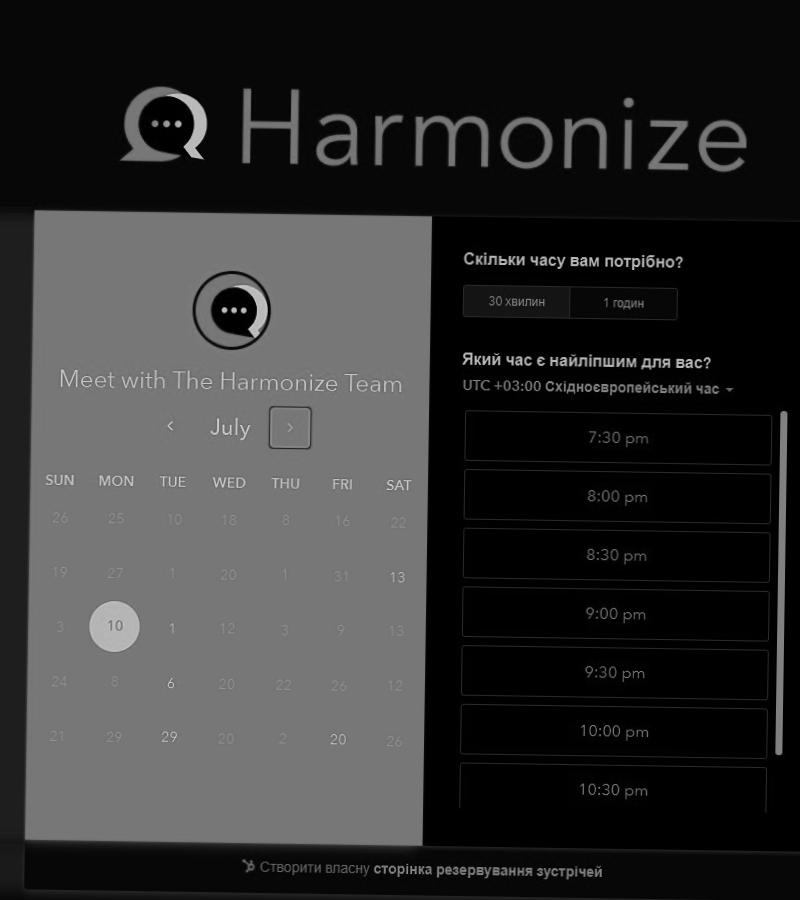 Harmonize
Meet with The Harmonize Team
July
SUN MON TUE WED THU FRI SAT
26 25 10 18 8 16 22
19 27 1 20 1 31 13
3 10 1 12 3 9 13
24 8 6 20 22 26 12
21 29 29 20 2 20 26
Скільки часу вам потрібно?
30 хвилин 1 годин
Який час є найліпшим для вас?
UTC +03:00 Східноєвропейський час
7:30 pm
8:00 pm
8:30 pm
9:00 pm
9:30 pm
10:00 pm
10:30 pm
Створити власну сторінка резервування зустрічей